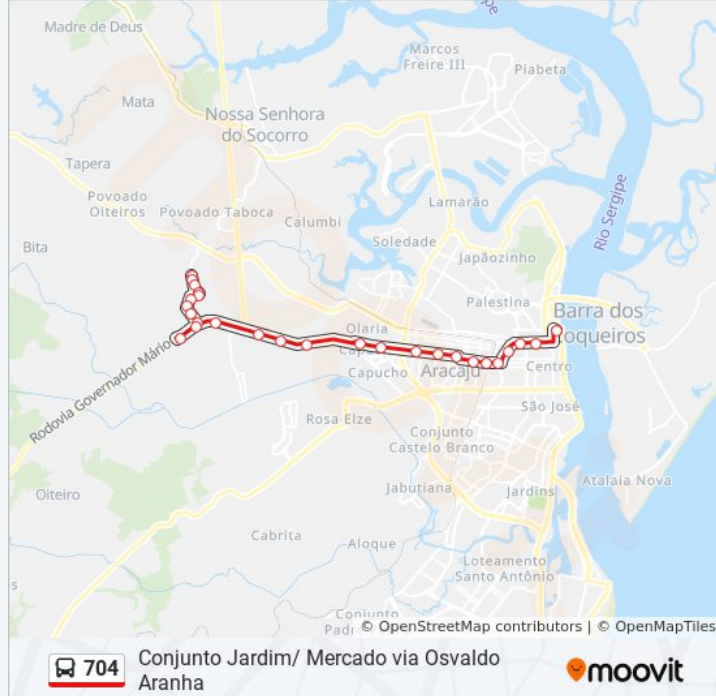 Madre de Deus
Marcos
Freire III
Piabeta
Mata
Nossa Senhora
do Socorro
Tapera
Povoado
Oiteiros
Povoado Taboca
Calumbi
Lamarão
Soledade
Rio Sergipe
Bita
Japãozinho
Palestina
Barra dos
Coqueiros
Olaria
Capucho
Aracaju
Centro
Rodovia Governador Mário
Rosa Elze
São José
Conjunto
Castelo Branco
Atalaia Nova
Jabutiana
Jardins
Oiteiro
Cabrita
Aloque
Loteamento
Santo Antônio
Conjunto
© OpenStreetMap contributors | © OpenMapTiles
704
Conjunto Jardim/ Mercado via Osvaldo
Aranha
moovit